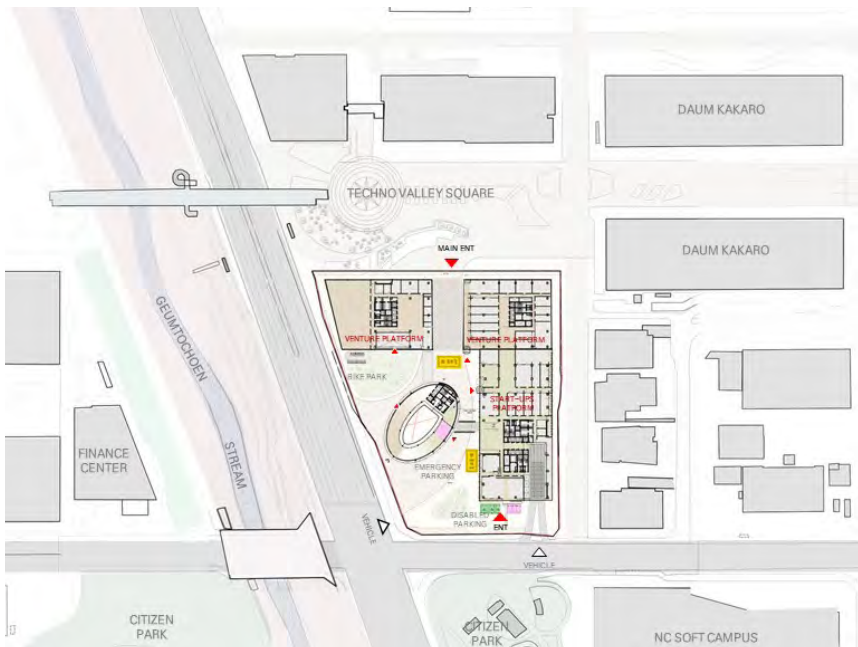 DAUM KAKARO
TECHNO VALLEY SQUARE
MAIN ENT
DAUM KAKARO
GEUMTOCHOEN
STREAM
VENTURE PLATFORM
VENTURE PLATFORM
BIKE PARK
START-UPS
PLATFORM
FINANCE
CENTER
EMERGENCY
PARKING
DISABLED
PARKING
ENT
VEHICLE
VEHICLE
CITIZEN
PARK
CITIZEN
PARK
NC SOFT CAMPUS